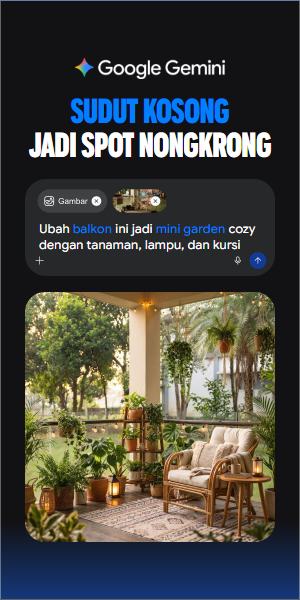 Google Gemini
SUDUT KOSONG
JADI SPOT NONGKRONG
Gambar
Ubah balkon ini jadi mini garden cozy
dengan tanaman, lampu, dan kursi